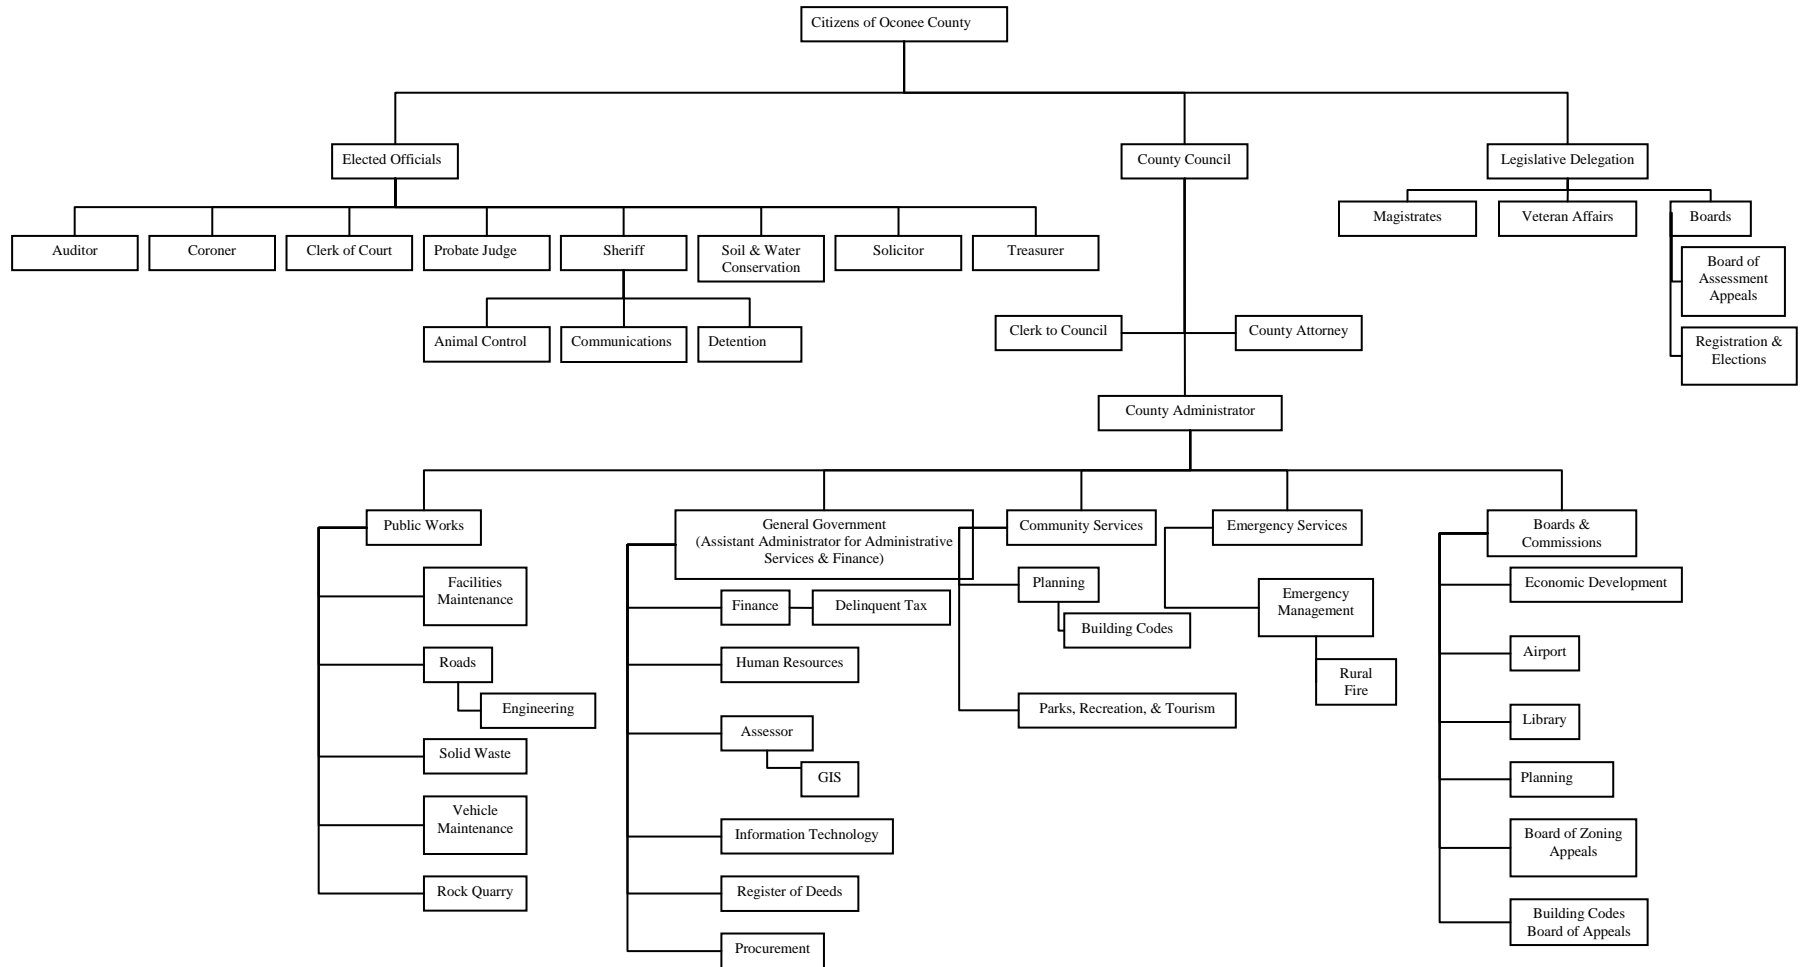 Citizens of Oconee County
Elected Officials
County Council
Legislative Delegation
Magistrates
Veteran Affairs
Boards
Auditor
Coroner
Clerk of Court
Probate Judge
Sheriff
Soil & Water
Conservation
Solicitor
Treasurer
Board of
Assessment
Appeals
Animal Control
Communications
Detention
Clerk to Council
County Attorney
Registration &
Elections
County Administrator
Public Works
Facilities
Maintenance
Roads
Engineering
Solid Waste
Vehicle
Maintenance
Rock Quarry
General Government
(Assistant Administrator for Administrative
Services & Finance)
Finance
Delinquent Tax
Human Resources
Assessor
GIS
Information Technology
Register of Deeds
Procurement
Community Services
Planning
Building Codes
Parks, Recreation, & Tourism
Emergency Services
Emergency
Management
Rural
Fire
Boards &
Commissions
Economic Development
Airport
Library
Planning
Board of Zoning
Appeals
Building Codes
Board of Appeals